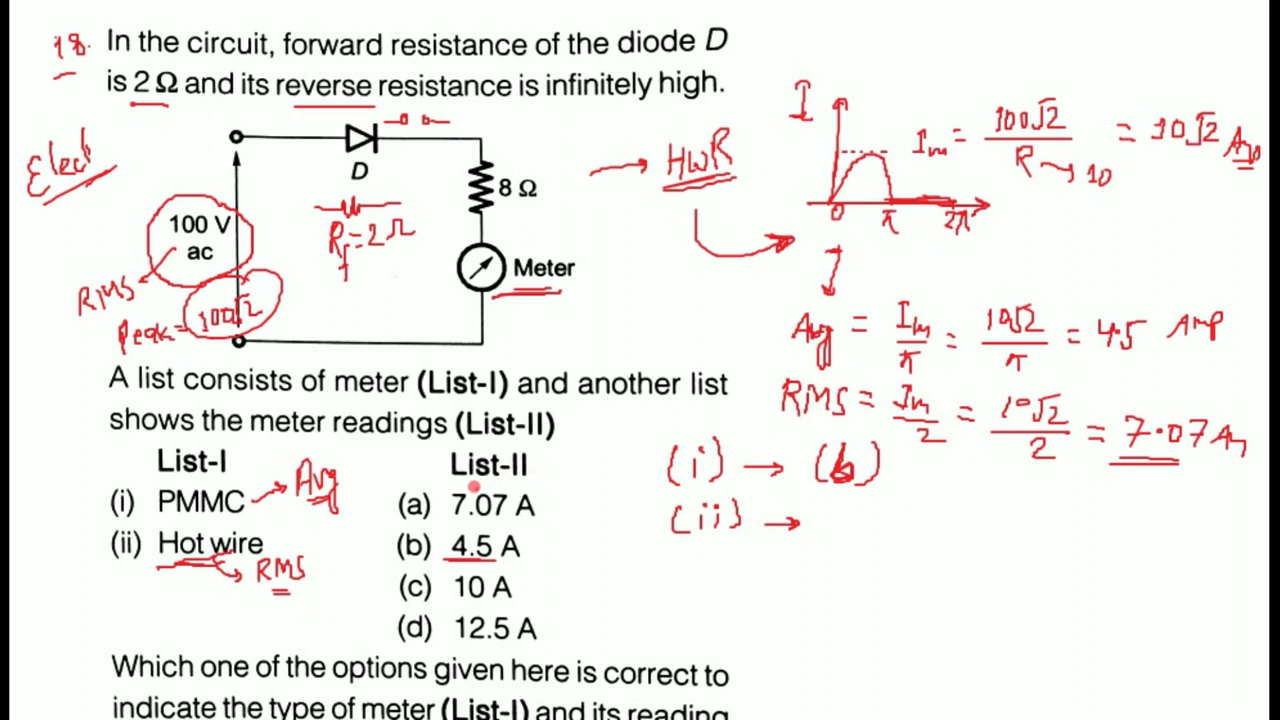 18. In the circuit, forward resistance of the diode D
is 2 Ω and its reverse resistance is infinitely high.
Elect
D
8 Ω
100 V
ac
R_f = 2 Ω
Meter
RMS
Peak = 100√2
→ HWR
I
0 π 2π
I_m = 100√2 / R → 10 = 10√2 Amp
Avg = I_m / π = 10√2 / π = 4.5 Amp
RMS = I_m / 2 = 10√2 / 2 = 7.07 A
(i) → (b)
(ii) →
A list consists of meter (List-I) and another list
shows the meter readings (List-II)
List-I List-II
(i) PMMC → Avg (a) 7.07 A
(ii) Hot wire → RMS (b) 4.5 A
(c) 10 A
(d) 12.5 A
Which one of the options given here is correct to
indicate the type of meter (List-I) and its reading